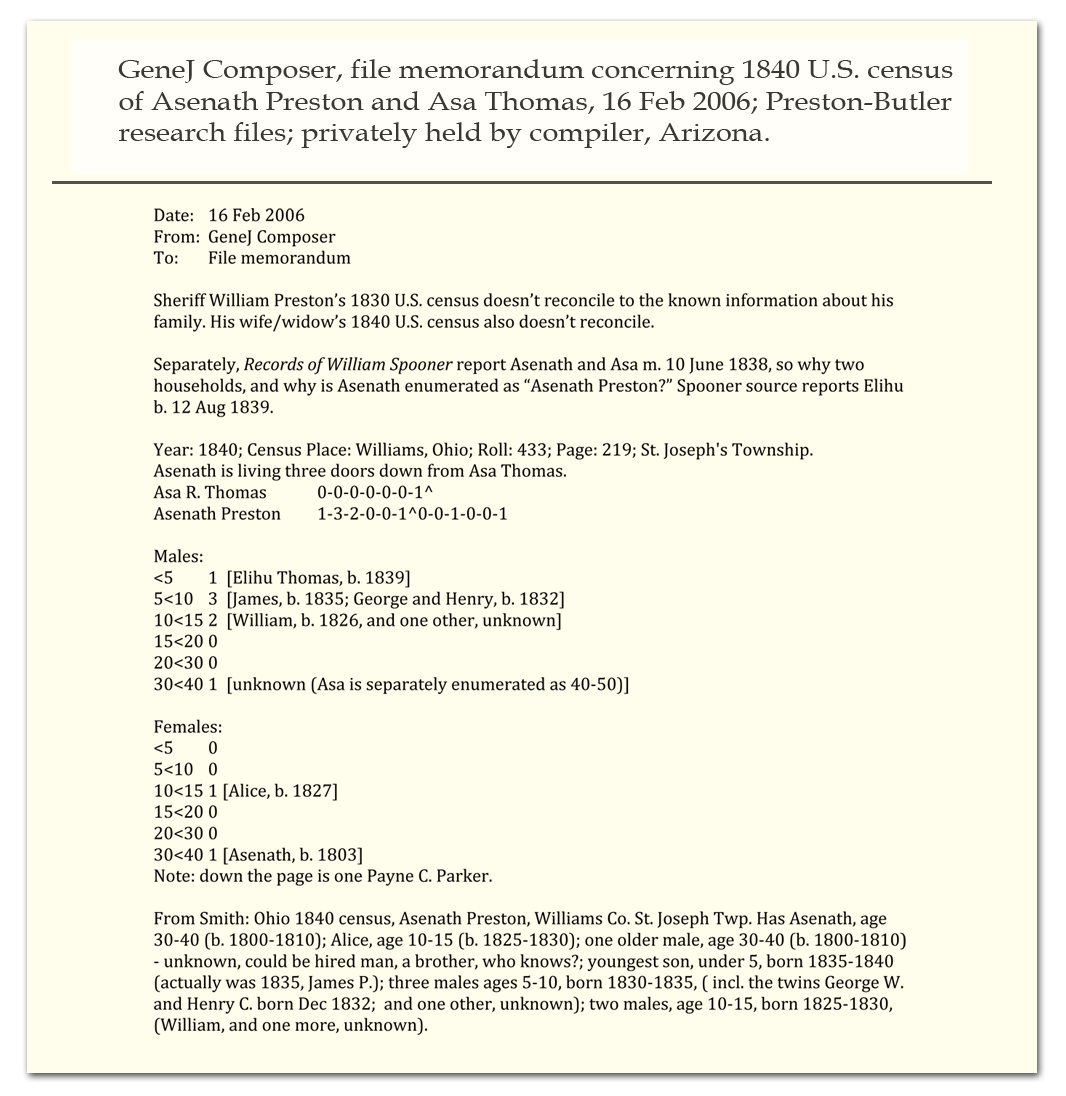 GeneJ Composer, file memorandum concerning 1840 U.S. census
of Asenath Preston and Asa Thomas, 16 Feb 2006; Preston-Butler
research files; privately held by compiler, Arizona.
Date: 16 Feb 2006
From: GeneJ Composer
To: File memorandum
Sheriff William Preston’s 1830 U.S. census doesn’t reconcile to the known information about his
family. His wife/widow’s 1840 U.S. census also doesn’t reconcile.
Separately, Records of William Spooner report Asenath and Asa m. 10 June 1838, so why two
households, and why is Asenath enumerated as “Asenath Preston?” Spooner source reports Elihu
b. 12 Aug 1839.
Year: 1840; Census Place: Williams, Ohio; Roll: 433; Page: 219; St. Joseph's Township.
Asenath is living three doors down from Asa Thomas.
Asa R. Thomas 0-0-0-0-0-0-1^
Asenath Preston 1-3-2-0-0-1^0-0-1-0-0-1
Males:
<5 1 [Elihu Thomas, b. 1839]
5<10 3 [James, b. 1835; George and Henry, b. 1832]
10<15 2 [William, b. 1826, and one other, unknown]
15<20 0
20<30 0
30<40 1 [unknown (Asa is separately enumerated as 40-50)]
Females:
<5 0
5<10 0
10<15 1 [Alice, b. 1827]
15<20 0
20<30 0
30<40 1 [Asenath, b. 1803]
Note: down the page is one Payne C. Parker.
From Smith: Ohio 1840 census, Asenath Preston, Williams Co. St. Joseph Twp. Has Asenath, age
30-40 (b. 1800-1810); Alice, age 10-15 (b. 1825-1830); one older male, age 30-40 (b. 1800-1810)
- unknown, could be hired man, a brother, who knows?; youngest son, under 5, born 1835-1840
(actually was 1835, James P.); three males ages 5-10, born 1830-1835, ( incl. the twins George W.
and Henry C. born Dec 1832; and one other, unknown); two males, age 10-15, born 1825-1830,
(William, and one more, unknown).